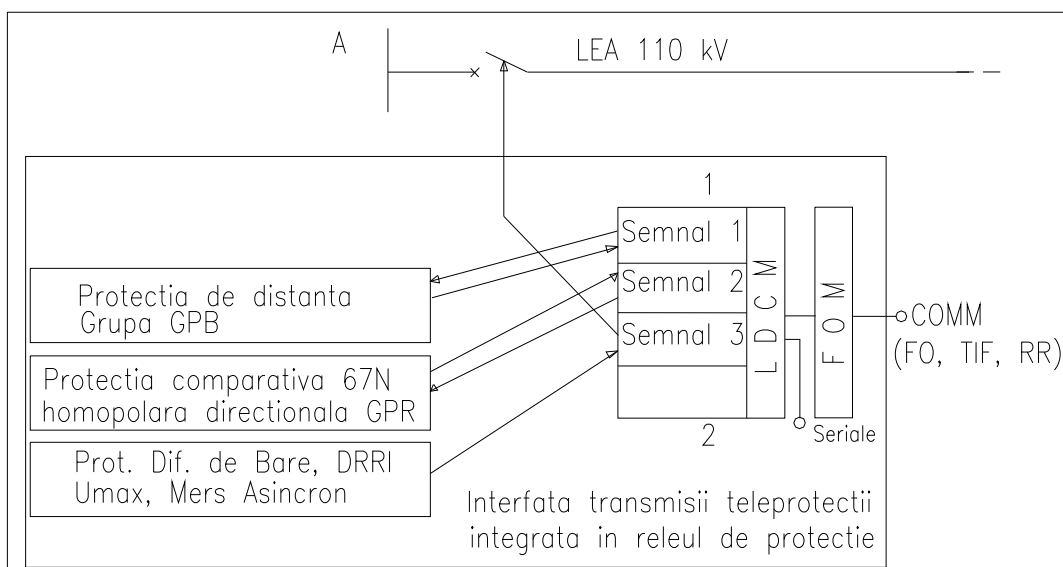 A
LEA 110 kV
1
Semnal 1
Semnal 2
Semnal 3
LDCM
FOM
COMM
(FO, TIF, RR)
Protectia de distanta
Grupa GPB
Protectia comparativa 67N
homopolara directionala GPR
Prot. Dif. de Bare, DRRI
Umax, Mers Asincron
2
Seriale
Interfata transmisii teleprotectii
integrata in releul de protectie